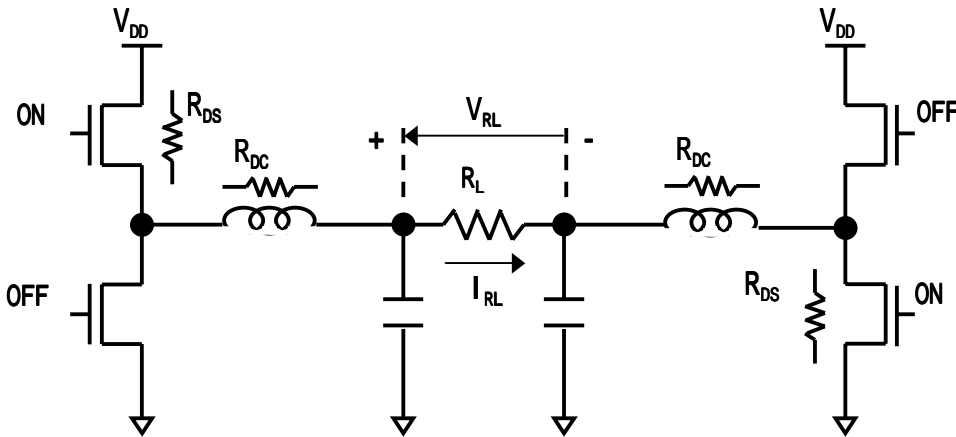 V_DD V_DD
ON R_DS V_RL OFF
+ -
R_DC R_L R_DC
OFF I_RL R_DS ON